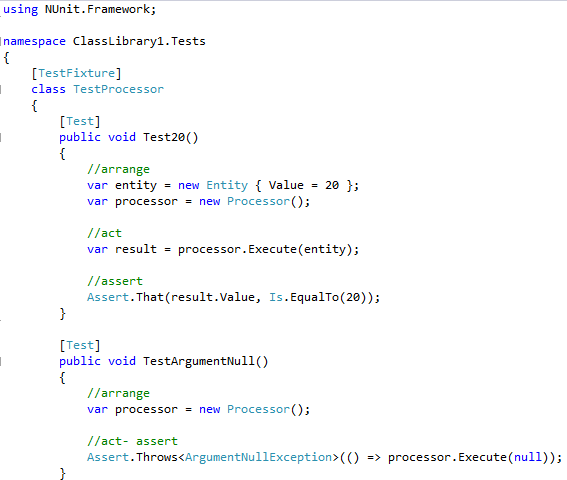 using NUnit.Framework;
namespace ClassLibrary1.Tests
{
[TestFixture]
class TestProcessor
{
[Test]
public void Test20()
{
//arrange
var entity = new Entity { Value = 20 };
var processor = new Processor();
//act
var result = processor.Execute(entity);
//assert
Assert.That(result.Value, Is.EqualTo(20));
}
[Test]
public void TestArgumentNull()
{
//arrange
var processor = new Processor();
//act- assert
Assert.Throws<ArgumentNullException>(() => processor.Execute(null));
}